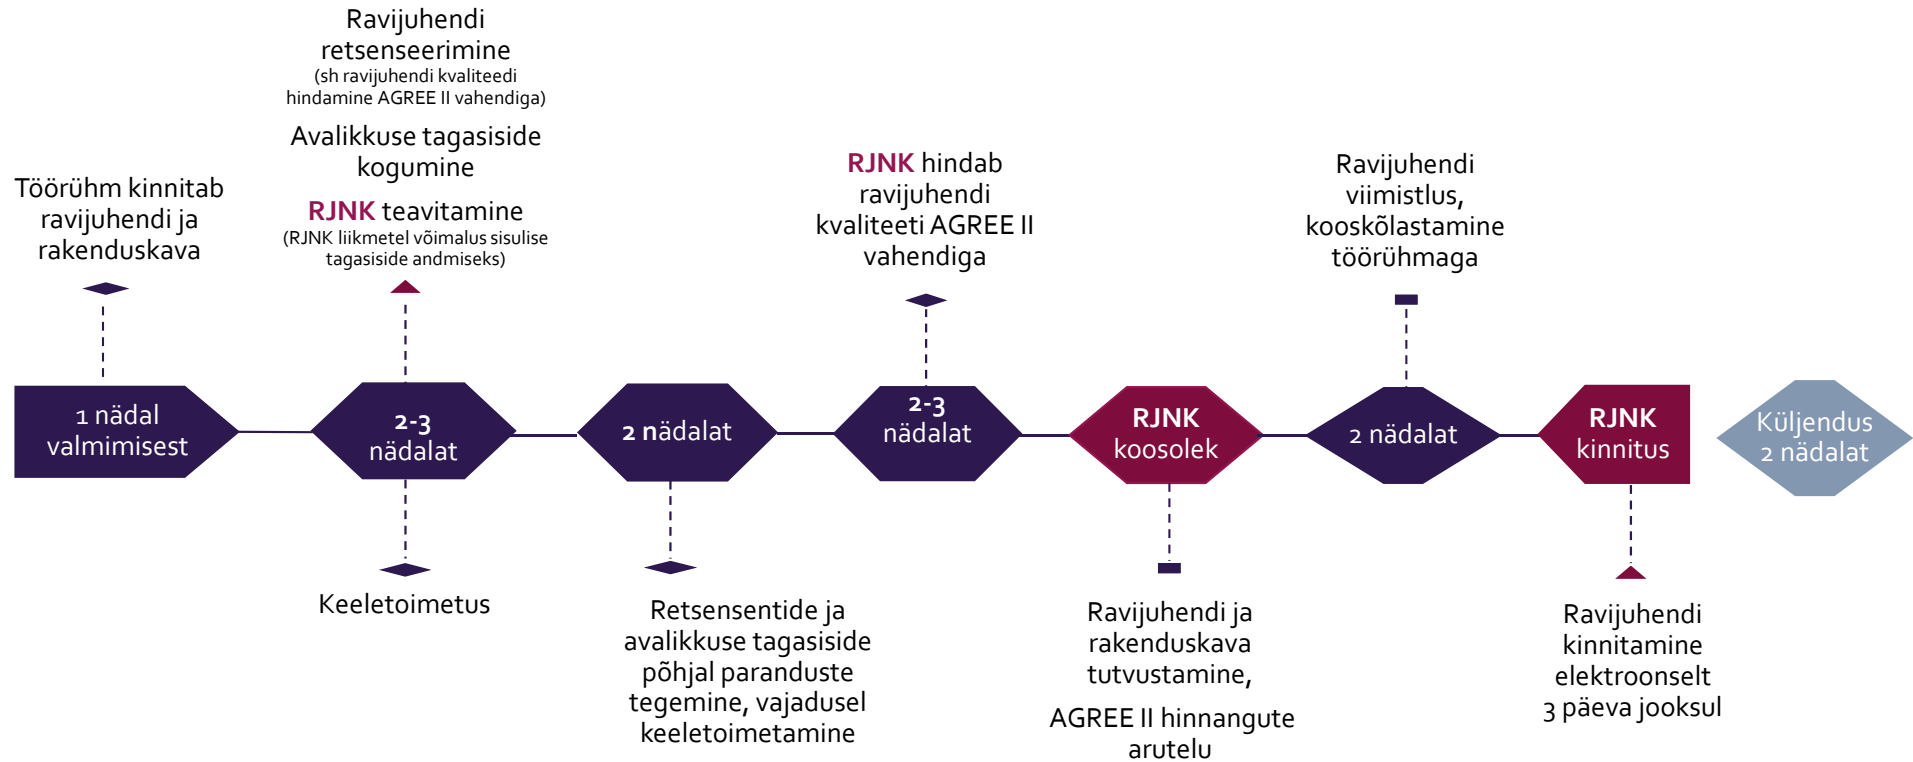 Töörühm kinnitab
ravijuhendi ja
rakenduskava
1 nädal
valmimisest
Ravijuhendi
retsenseerimine
(sh ravijuhendi kvaliteedi
hindamine AGREE II vahendiga)
Avalikkuse tagasiside
kogumine
RJNK teavitamine
(RJNK liikmetel võimalus sisulise
tagasiside andmiseks)
2-3
nädalat
Keeletoimetus
2 nädalat
Retsensentide ja
avalikkuse tagasiside
põhjal paranduste
tegemine, vajadusel
keeletoimetamine
RJNK hindab
ravijuhendi
kvaliteeti AGREE II
vahendiga
2-3
nädalat
RJNK
koosolek
Ravijuhendi ja
rakenduskava
tutvustamine,
AGREE II hinnangute
arutelu
Ravijuhendi
viimistlus,
kooskõlastamine
töörühmaga
2 nädalat
RJNK
kinnitus
Ravijuhendi
kinnitamine
elektroonselt
3 päeva jooksul
Küljendus
2 nädalat